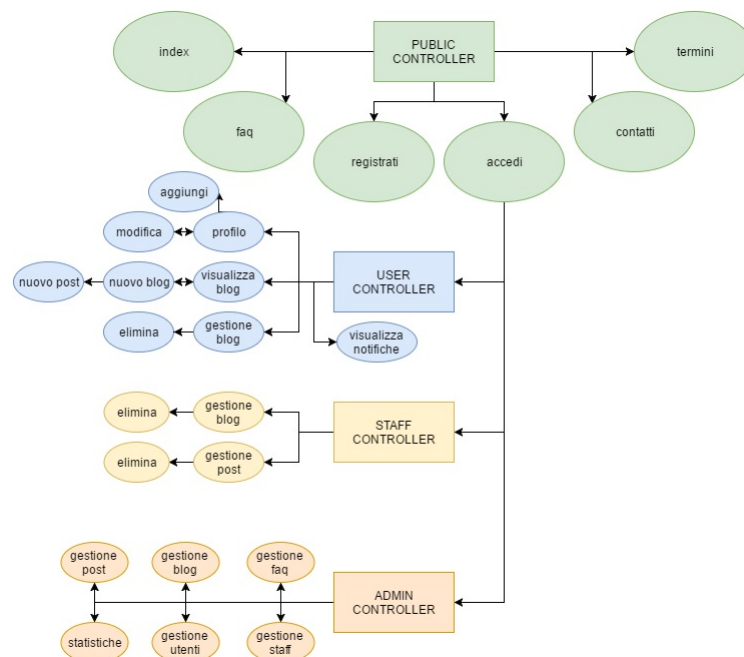 PUBLIC
CONTROLLER
index
termini
faq
contatti
registrati
accedi
aggiungi
modifica
profilo
nuovo post
nuovo blog
visualizza
blog
USER
CONTROLLER
elimina
gestione
blog
visualizza
notifiche
elimina
gestione
blog
STAFF
CONTROLLER
elimina
gestione
post
gestione
post
gestione
blog
gestione
faq
ADMIN
CONTROLLER
statistiche
gestione
utenti
gestione
staff